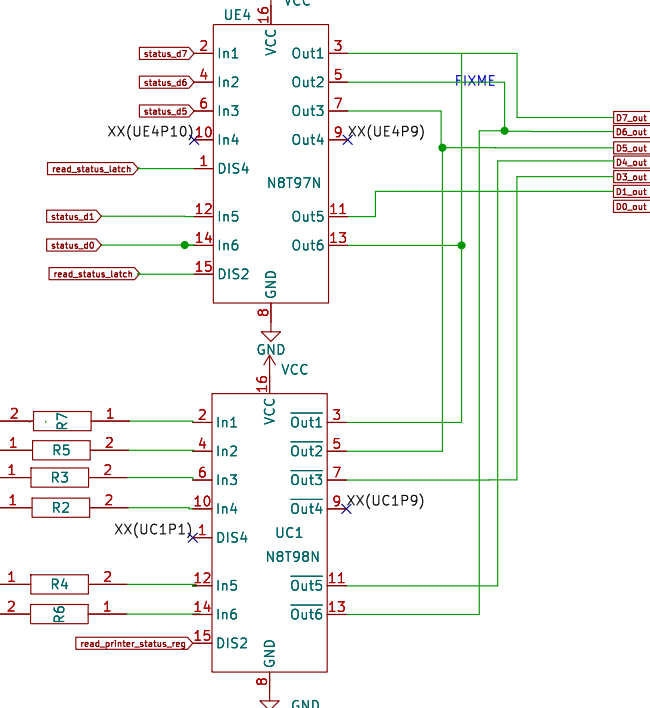 VCC
UE4
16
VCC
status_d7 2 In1 Out1 3
status_d6 4 In2 Out2 5 FIXME
status_d5 6 In3 Out3 7
D7_out
XX(UE4P10) 10 In4 Out4 9 XX(UE4P9)
D6_out
D5_out
D4_out
read_status_latch 1 DIS4
N8T97N
D3_out
D1_out
D0_out
status_d1 12 In5 Out5 11
status_d0 14 In6 Out6 13
read_status_latch 15 DIS2
GND
8
GND
VCC
16
VCC
2 R7 1 2 In1 Out1 3
1 R5 2 4 In2 Out2 5
1 R3 2 6 In3 Out3 7
1 R2 2 10 In4 Out4 9 XX(UC1P9)
XX(UC1P1) 1 DIS4 UC1
N8T98N
1 R4 2 12 In5 Out5 11
2 R6 1 14 In6 Out6 13
read_printer_status_reg 15 DIS2
GND
8
GND